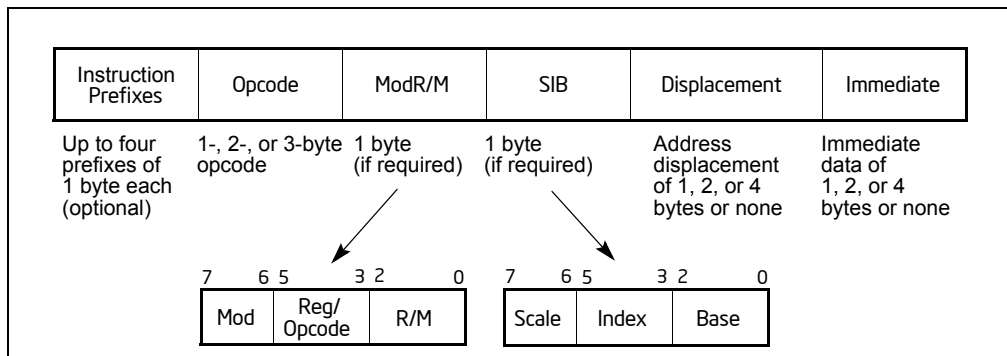 Instruction
Prefixes
Opcode
ModR/M
SIB
Displacement
Immediate
Up to four
prefixes of
1 byte each
(optional)
1-, 2-, or 3-byte
opcode
1 byte
(if required)
1 byte
(if required)
Address
displacement
of 1, 2, or 4
bytes or none
Immediate
data of
1, 2, or 4
bytes or none
7 6 5 3 2 0
Mod
Reg/
Opcode
R/M
7 6 5 3 2 0
Scale
Index
Base